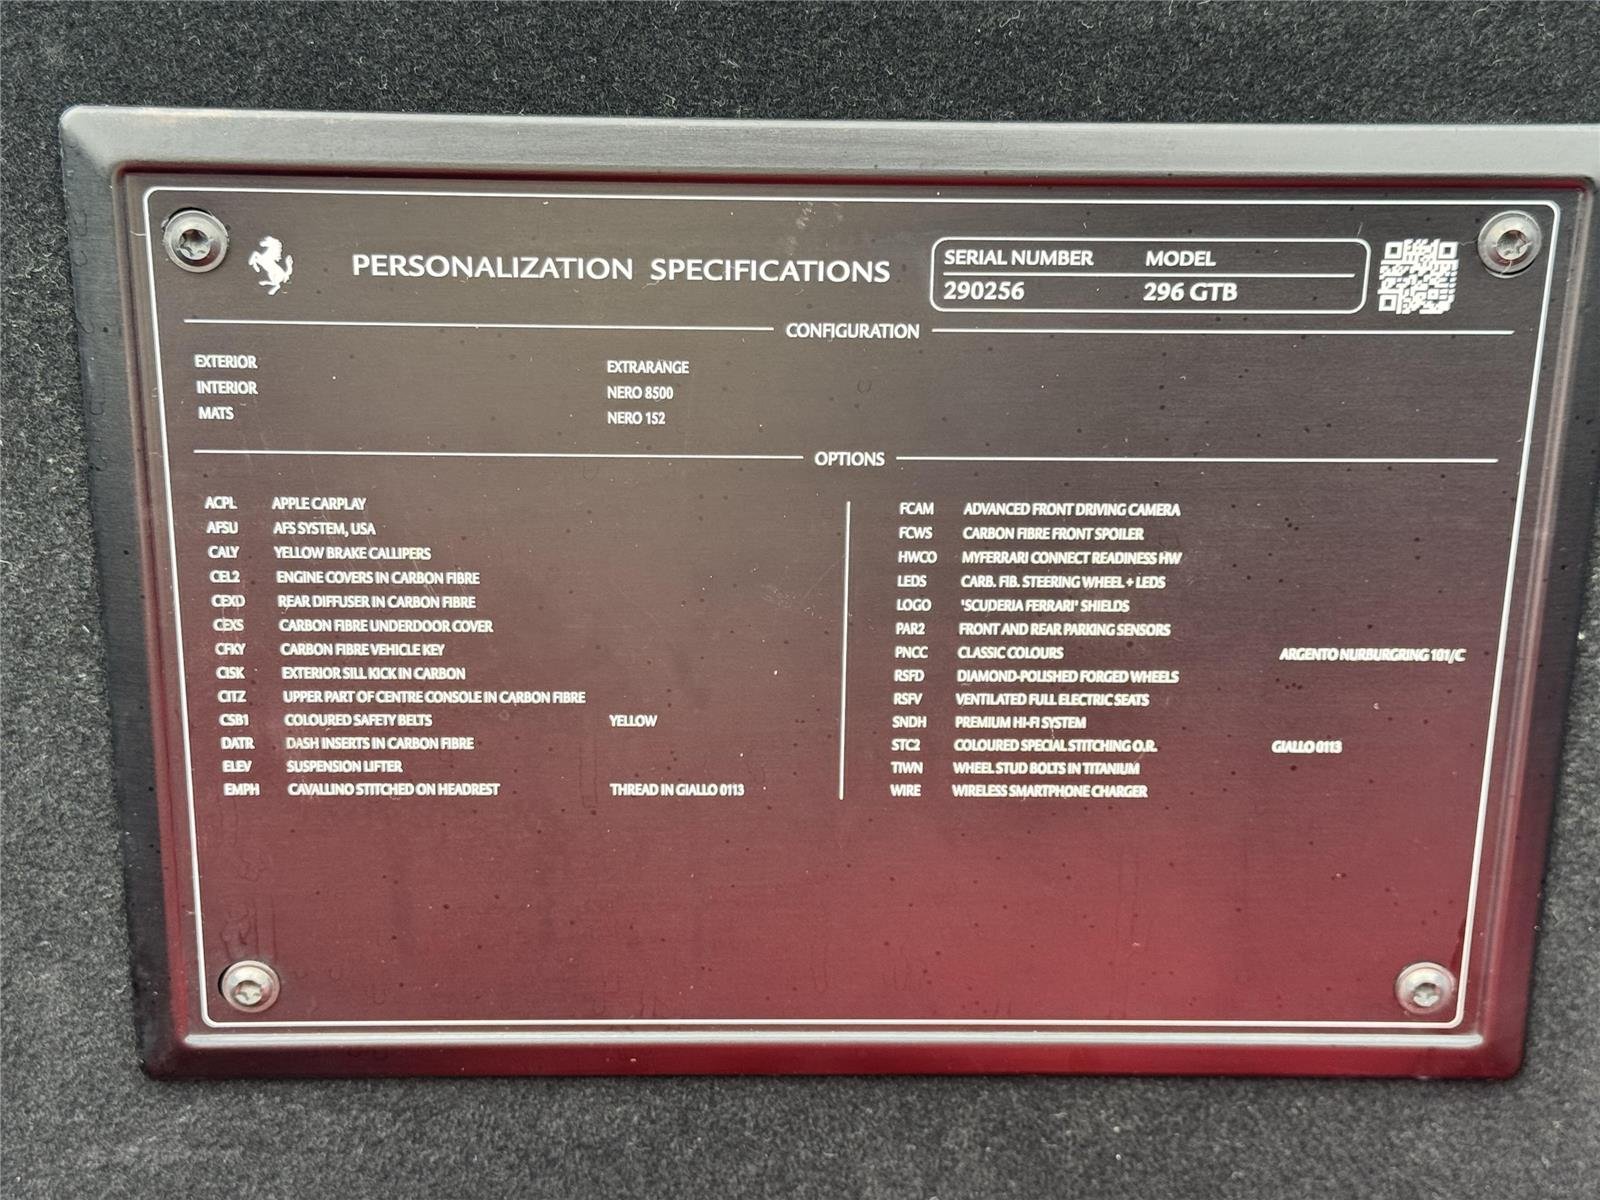 PERSONALIZATION SPECIFICATIONS
SERIAL NUMBER MODEL
290256 296 GTB
CONFIGURATION
EXTERIOR EXTRARANGE
INTERIOR NERO 8500
MATS NERO 152
OPTIONS
ACPL APPLE CARPLAY
AFSU AFS SYSTEM, USA
CALY YELLOW BRAKE CALLIPERS
CEL2 ENGINE COVERS IN CARBON FIBRE
CEXD REAR DIFFUSER IN CARBON FIBRE
CEXS CARBON FIBRE UNDERDOOR COVER
CFKY CARBON FIBRE VEHICLE KEY
CISK EXTERIOR SILL KICK IN CARBON
CITZ UPPER PART OF CENTRE CONSOLE IN CARBON FIBRE
CSB1 COLOURED SAFETY BELTS YELLOW
DATR DASH INSERTS IN CARBON FIBRE
ELEV SUSPENSION LIFTER
EMPH CAVALLINO STITCHED ON HEADREST THREAD IN GIALLO 0113
FCAM ADVANCED FRONT DRIVING CAMERA
FCWS CARBON FIBRE FRONT SPOILER
HWCO MYFERRARI CONNECT READINESS HW
LEDS CARB. FIB. STEERING WHEEL + LEDS
LOGO 'SCUDERIA FERRARI' SHIELDS
PAR2 FRONT AND REAR PARKING SENSORS
PNCC CLASSIC COLOURS ARGENTO NURBURGRING 101/C
RSFD DIAMOND-POLISHED FORGED WHEELS
RSFV VENTILATED FULL ELECTRIC SEATS
SNDH PREMIUM HI-FI SYSTEM
STC2 COLOURED SPECIAL STITCHING O.R. GIALLO 0113
TIWN WHEEL STUD BOLTS IN TITANIUM
WIRE WIRELESS SMARTPHONE CHARGER